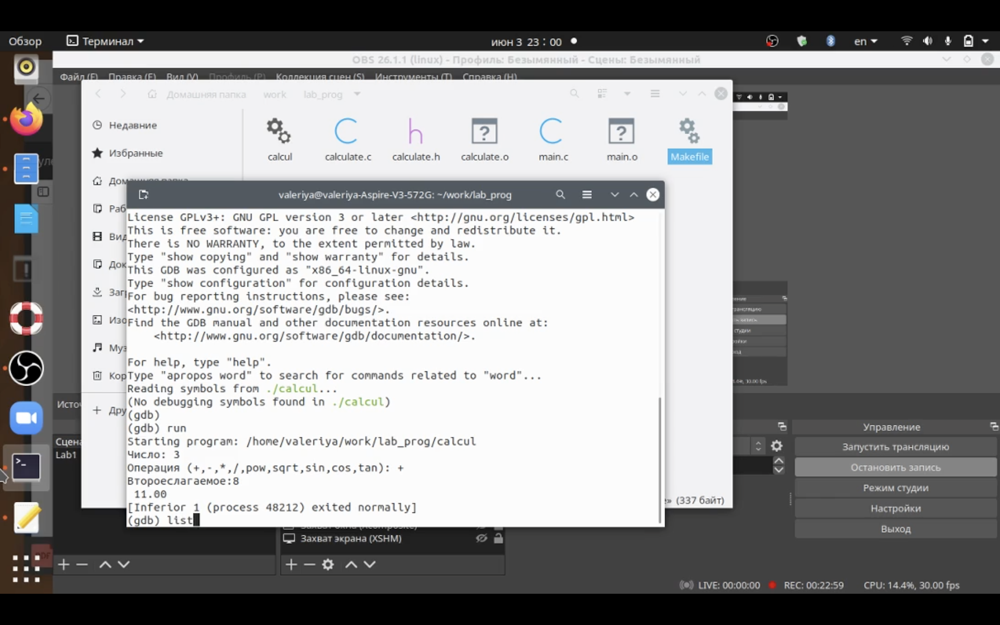 Обзор
Терминал
июн 3 23 : 00
en
OBS 26.1.1 (linux) - Профиль: Безымянный - Сцены: Безымянный
Файл (F) Правка (E) Вид (V) Профиль (P) Коллекция сцен (S) Инструменты (T) Справка (H)
Домашняя папка work lab_prog
Недавние
Избранные
Домашняя папка
Раб
Вид
Док
Заг
Изо
Муз
Кор
Дру
calcul
calculate.c
calculate.h
calculate.o
main.c
main.o
Makefile
valeriya@valeriya-Aspire-V3-572G: ~/work/lab_prog
License GPLv3+: GNU GPL version 3 or later <http://gnu.org/licenses/gpl.html>
This is free software: you are free to change and redistribute it.
There is NO WARRANTY, to the extent permitted by law.
Type "show copying" and "show warranty" for details.
This GDB was configured as "x86_64-linux-gnu".
Type "show configuration" for configuration details.
For bug reporting instructions, please see:
<http://www.gnu.org/software/gdb/bugs/>.
Find the GDB manual and other documentation resources online at:
<http://www.gnu.org/software/gdb/documentation/>.
For help, type "help".
Type "apropos word" to search for commands related to "word"...
Reading symbols from ./calcul...
(No debugging symbols found in ./calcul)
(gdb)
(gdb) run
Starting program: /home/valeriya/work/lab_prog/calcul
Число: 3
Операция (+,-,*,/,pow,sqrt,sin,cos,tan): +
Второеслагаемое:8
11.00
[Inferior 1 (process 48212) exited normally]
(gdb) list
» (337 байт)
Источ
Сцена
Lab1
Захват экрана (XSHM)
Управление
Запустить трансляцию
Остановить запись
Режим студии
Настройки
Выход
LIVE: 00:00:00 REC: 00:22:59 CPU: 14.4%, 30.00 fps